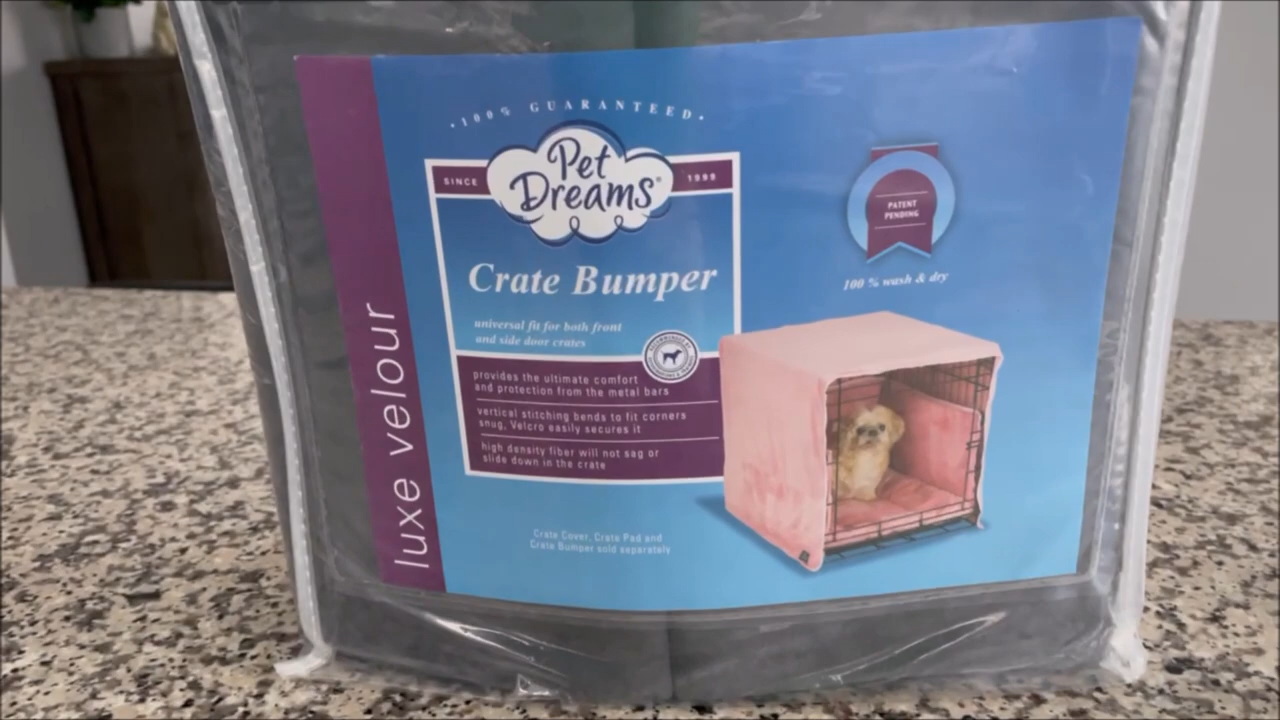 ·100% GUARANTEED·
SINCE
Pet
Dreams®
1999
Crate Bumper
universal fit for both front
and side door crates
provides the ultimate comfort
and protection from the metal bars
vertical stitching bends to fit corners
snug, Velcro easily secures it
high density fiber will not sag or
slide down in the crate
Crate Cover, Crate Pad and
Crate Bumper sold separately
luxe velour
PATENT
PENDING
100 % wash & dry